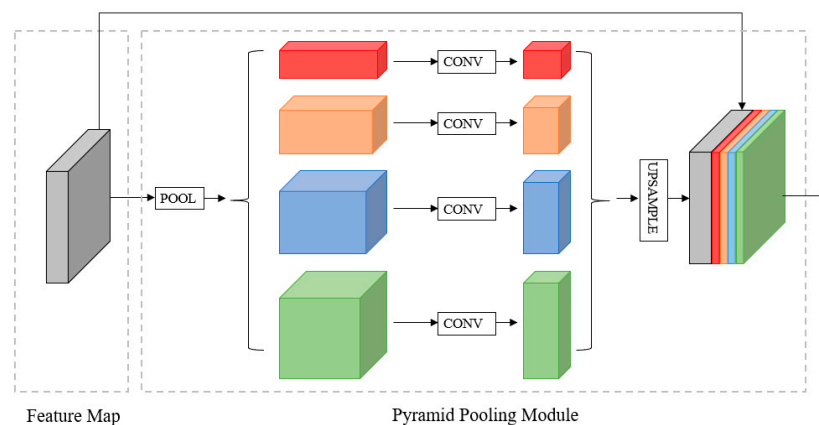 CONV
CONV
POOL
CONV
UPSAMPLE
CONV
Feature Map
Pyramid Pooling Module